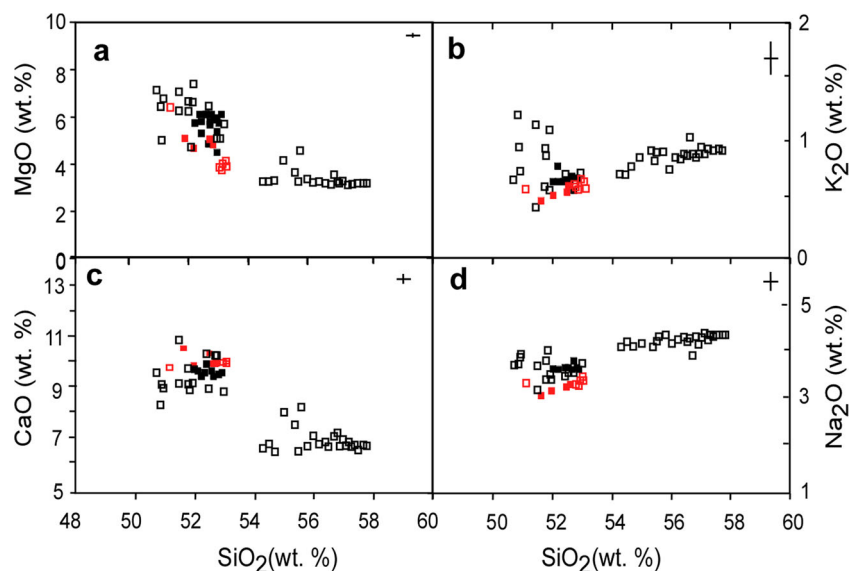 10 a b 2
8
6 1
4
2
0 0
MgO (wt.%)
K2O (wt.%)
13 c d 5
11
9 3
7
5 1
CaO (wt. %)
Na2O (wt.%)
48 50 52 54 56 58 50 52 54 56 58 60
SiO2(wt. %) SiO2(wt. %)